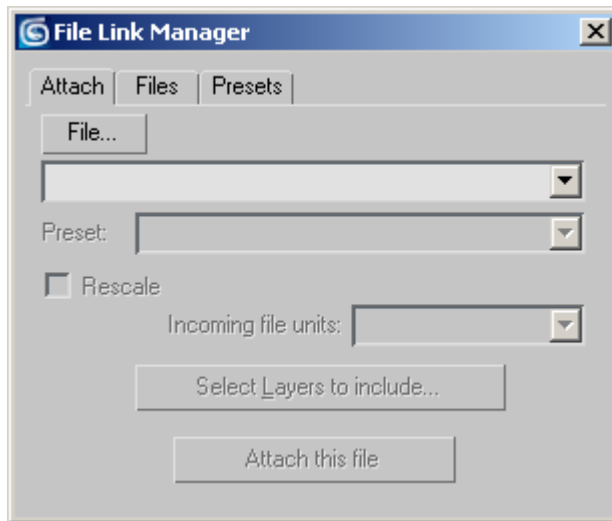 File Link Manager
Attach Files Presets
File...
Preset:
Rescale
Incoming file units:
Select Layers to include...
Attach this file